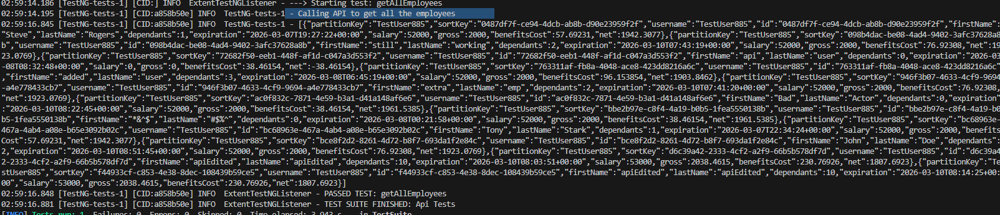 02:59:14.186 [TestNG-tests-1] [CID:] INFO  ExtentTestNGListener - ---> Starting test: getAllEmployees
02:59:14.195 [TestNG-tests-1] [CID:a858b50e] INFO  TestNG-tests-1 - Calling API to get all the employees
02:59:16.845 [TestNG-tests-1] [CID:a858b50e] INFO  TestNG-tests-1 - [{"partitionKey":"TestUser885","sortKey":"0487df7f-ce94-4dcb-ab8b-d90e23959f2f","username":"TestUser885","id":"0487df7f-ce94-4dcb-ab8b-d90e23959f2f","firstName":
"Steve","lastName":"Rogers","dependants":1,"expiration":"2026-03-07T19:27:22+00:00","salary":52000,"gross":2000,"benefitsCost":57.69231,"net":1942.3077},{"partitionKey":"TestUser885","sortKey":"098b4dac-be08-4ad4-9402-3afc37628a8
b","username":"TestUser885","id":"098b4dac-be08-4ad4-9402-3afc37628a8b","firstName":"still","lastName":"working","dependants":2,"expiration":"2026-03-10T07:43:19+00:00","salary":52000,"gross":2000,"benefitsCost":76.92308,"net":19
23.0769},{"partitionKey":"TestUser885","sortKey":"72682f50-eeb1-448f-af1d-c047a3d553f2","username":"TestUser885","id":"72682f50-eeb1-448f-af1d-c047a3d553f2","firstName":"api","lastName":"user","dependants":0,"expiration":"2026-03
-08T08:32:48+00:00","salary":0,"gross":0,"benefitsCost":38.46154,"net":-38.46154},{"partitionKey":"TestUser885","sortKey":"763311af-fb8a-4048-ace8-423dd8216a6c","username":"TestUser885","id":"763311af-fb8a-4048-ace8-423dd8216a6c"
,"firstName":"added","lastName":"user","dependants":3,"expiration":"2026-03-08T06:45:19+00:00","salary":52000,"gross":2000,"benefitsCost":96.153854,"net":1903.8462},{"partitionKey":"TestUser885","sortKey":"946f3b07-4633-4cf9-9694
-a4e778433cb7","username":"TestUser885","id":"946f3b07-4633-4cf9-9694-a4e778433cb7","firstName":"extra","lastName":"emp","dependants":2,"expiration":"2026-03-10T07:41:20+00:00","salary":52000,"gross":2000,"benefitsCost":76.92308,
"net":1923.0769},{"partitionKey":"TestUser885","sortKey":"ac0f832c-7871-4e59-b3a1-d41a148af6e6","username":"TestUser885","id":"ac0f832c-7871-4e59-b3a1-d41a148af6e6","firstName":"Bad","lastName":"Actor","dependants":0,"expiration"
:"2026-03-10T08:22:45+00:00","salary":52000,"gross":2000,"benefitsCost":38.46154,"net":1961.5385},{"partitionKey":"TestUser885","sortKey":"bbe2b97e-c8f4-4a19-b0b5-1fea5550138b","username":"TestUser885","id":"bbe2b97e-c8f4-4a19-b0
b5-1fea5550138b","firstName":"*&^$","lastName":"#$%^","dependants":0,"expiration":"2026-03-08T00:21:58+00:00","salary":52000,"gross":2000,"benefitsCost":38.46154,"net":1961.5385},{"partitionKey":"TestUser885","sortKey":"bc68963e-
467a-4ab4-a08e-b65e3092b02c","username":"TestUser885","id":"bc68963e-467a-4ab4-a08e-b65e3092b02c","firstName":"Tony","lastName":"Stark","dependants":1,"expiration":"2026-03-07T22:34:24+00:00","salary":52000,"gross":2000,"benefits
Cost":57.69231,"net":1942.3077},{"partitionKey":"TestUser885","sortKey":"bce8f2d2-8261-4d72-b8f7-693da1f2e84c","username":"TestUser885","id":"bce8f2d2-8261-4d72-b8f7-693da1f2e84c","firstName":"John","lastName":"Doe","dependants":
2,"expiration":"2026-03-10T08:51:45+00:00","salary":52000,"gross":2000,"benefitsCost":76.92308,"net":1923.0769},{"partitionKey":"TestUser885","sortKey":"d6c39a42-2333-4cf2-a2f9-66b5b578df7d","username":"TestUser885","id":"d6c39a4
2-2333-4cf2-a2f9-66b5b578df7d","firstName":"apiEdited","lastName":"apiEdited","dependants":10,"expiration":"2026-03-10T08:03:51+00:00","salary":53000,"gross":2038.4615,"benefitsCost":230.76926,"net":1807.6923},{"partitionKey":"Te
stUser885","sortKey":"f44933cf-c853-4e38-8dec-108439b59ce5","username":"TestUser885","id":"f44933cf-c853-4e38-8dec-108439b59ce5","firstName":"apiEdited","lastName":"apiEdited","dependants":10,"expiration":"2026-03-10T08:14:25+00:
00","salary":53000,"gross":2038.4615,"benefitsCost":230.76926,"net":1807.6923}]
02:59:16.848 [TestNG-tests-1] [CID:a858b50e] INFO  ExtentTestNGListener - PASSED TEST: getAllEmployees
02:59:16.881 [TestNG-tests-1] [CID:a858b50e] INFO  ExtentTestNGListener - TEST SUITE FINISHED: Api Tests
[INFO] Tests run: 1, Failures: 0, Errors: 0, Skipped: 0, Time elapsed: 3.943 s -- in TestSuite